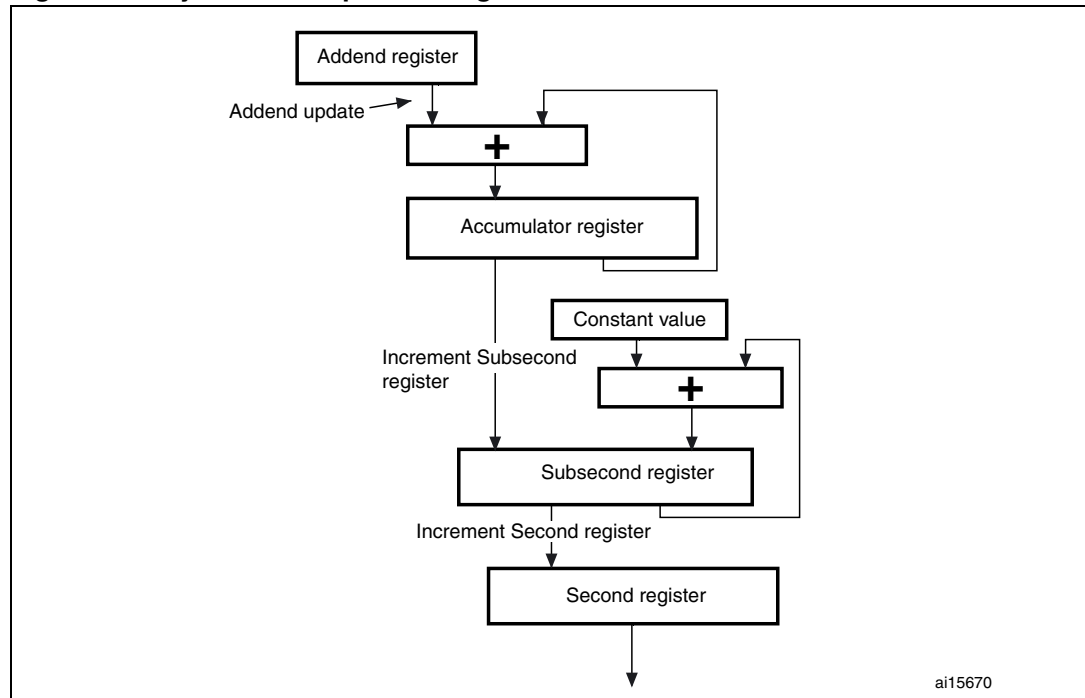 Addend register
Addend update
+
Accumulator register
Constant value
Increment Subsecond
register
+
Subsecond register
Increment Second register
Second register
ai15670